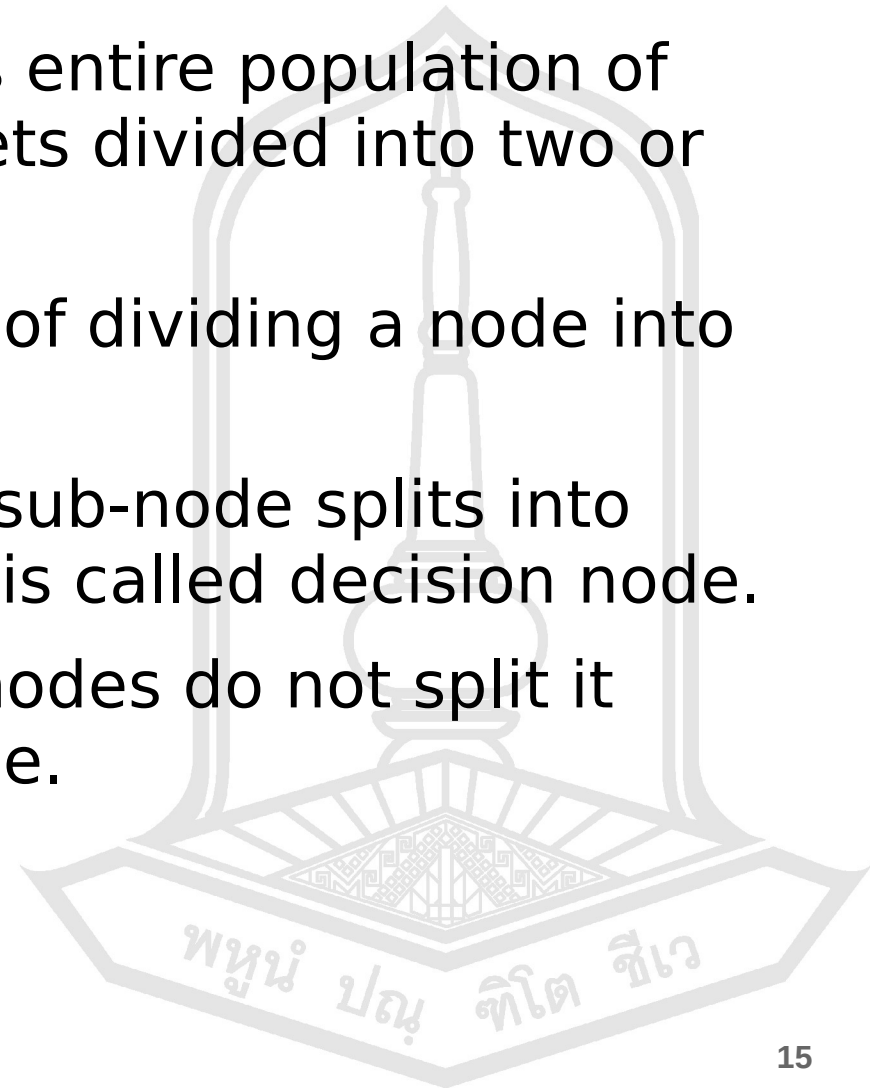 entire population of
ets divided into two or
of dividing a node into
sub-node splits into
is called decision node.
nodes do not split it
e.
พหูนํ ปณฺฑิโต ชีเว
15